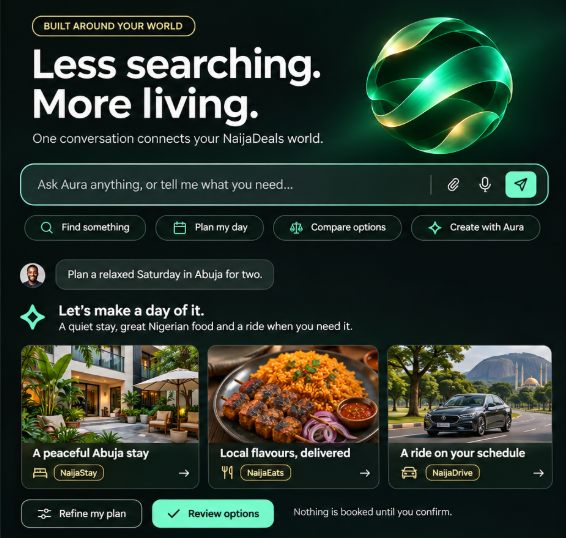 BUILT AROUND YOUR WORLD
Less searching.
More living.
One conversation connects your NaijaDeals world.
Ask Aura anything, or tell me what you need...
Find something
Plan my day
Compare options
Create with Aura
Plan a relaxed Saturday in Abuja for two.
Let's make a day of it.
A quiet stay, great Nigerian food and a ride when you need it.
A peaceful Abuja stay
NaijaStay
Local flavours, delivered
NaijaEats
A ride on your schedule
NaijaDrive
Refine my plan
Review options
Nothing is booked until you confirm.